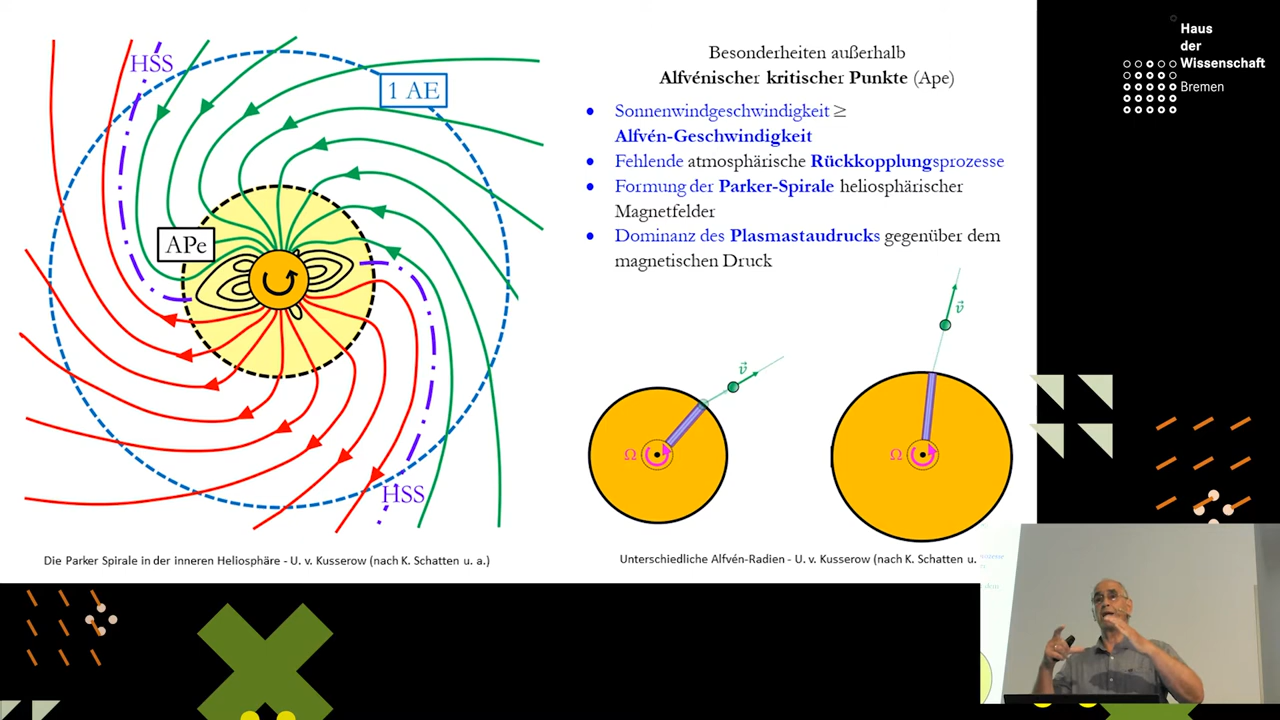 HSS
1 AE
APe
HSS
Die Parker Spirale in der inneren Heliosphäre - U. v. Kusserow (nach K. Schatten u. a.)
Besonderheiten außerhalb
Alfvénischer kritischer Punkte (Ape)
• Sonnenwindgeschwindigkeit ≥
Alfvén-Geschwindigkeit
• Fehlende atmosphärische Rückkopplungsprozesse
• Formung der Parker-Spirale heliosphärischer
Magnetfelder
• Dominanz des Plasmastaudrucks gegenüber dem
magnetischen Druck
v⃗
v⃗
Ω
Ω
Unterschiedliche Alfvén-Radien - U. v. Kusserow (nach K. Schatten u.
Haus
der
Wissenschaft
Bremen